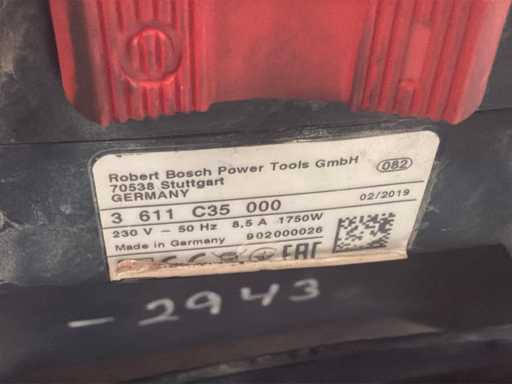 Robert Bosch Power Tools GmbH
70538 Stuttgart
GERMANY
082
3 611 C35 000
02/2019
230 V – 50 Hz 8,5 A 1750W
Made in Germany 902000026
EAC
- 2943